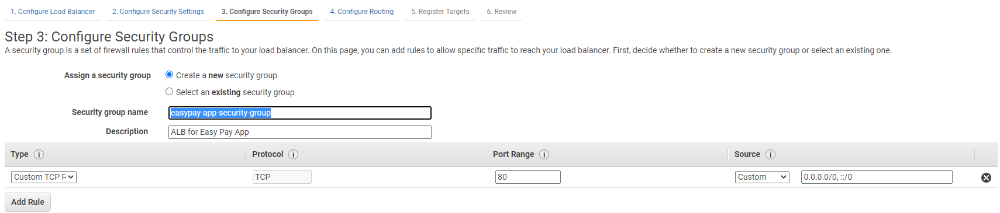 1. Configure Load Balancer 2. Configure Security Settings 3. Configure Security Groups 4. Configure Routing 5. Register Targets 6. Review
Step 3: Configure Security Groups
A security group is a set of firewall rules that control the traffic to your load balancer. On this page, you can add rules to allow specific traffic to reach your load balancer. First, decide whether to create a new security group or select an existing one.
Assign a security group Create a new security group
Select an existing security group
Security group name easypay-app-security-group
Description ALB for Easy Pay App
Type i Protocol i Port Range i Source i
Custom TCP R TCP 80 Custom 0.0.0.0/0, ::/0
Add Rule